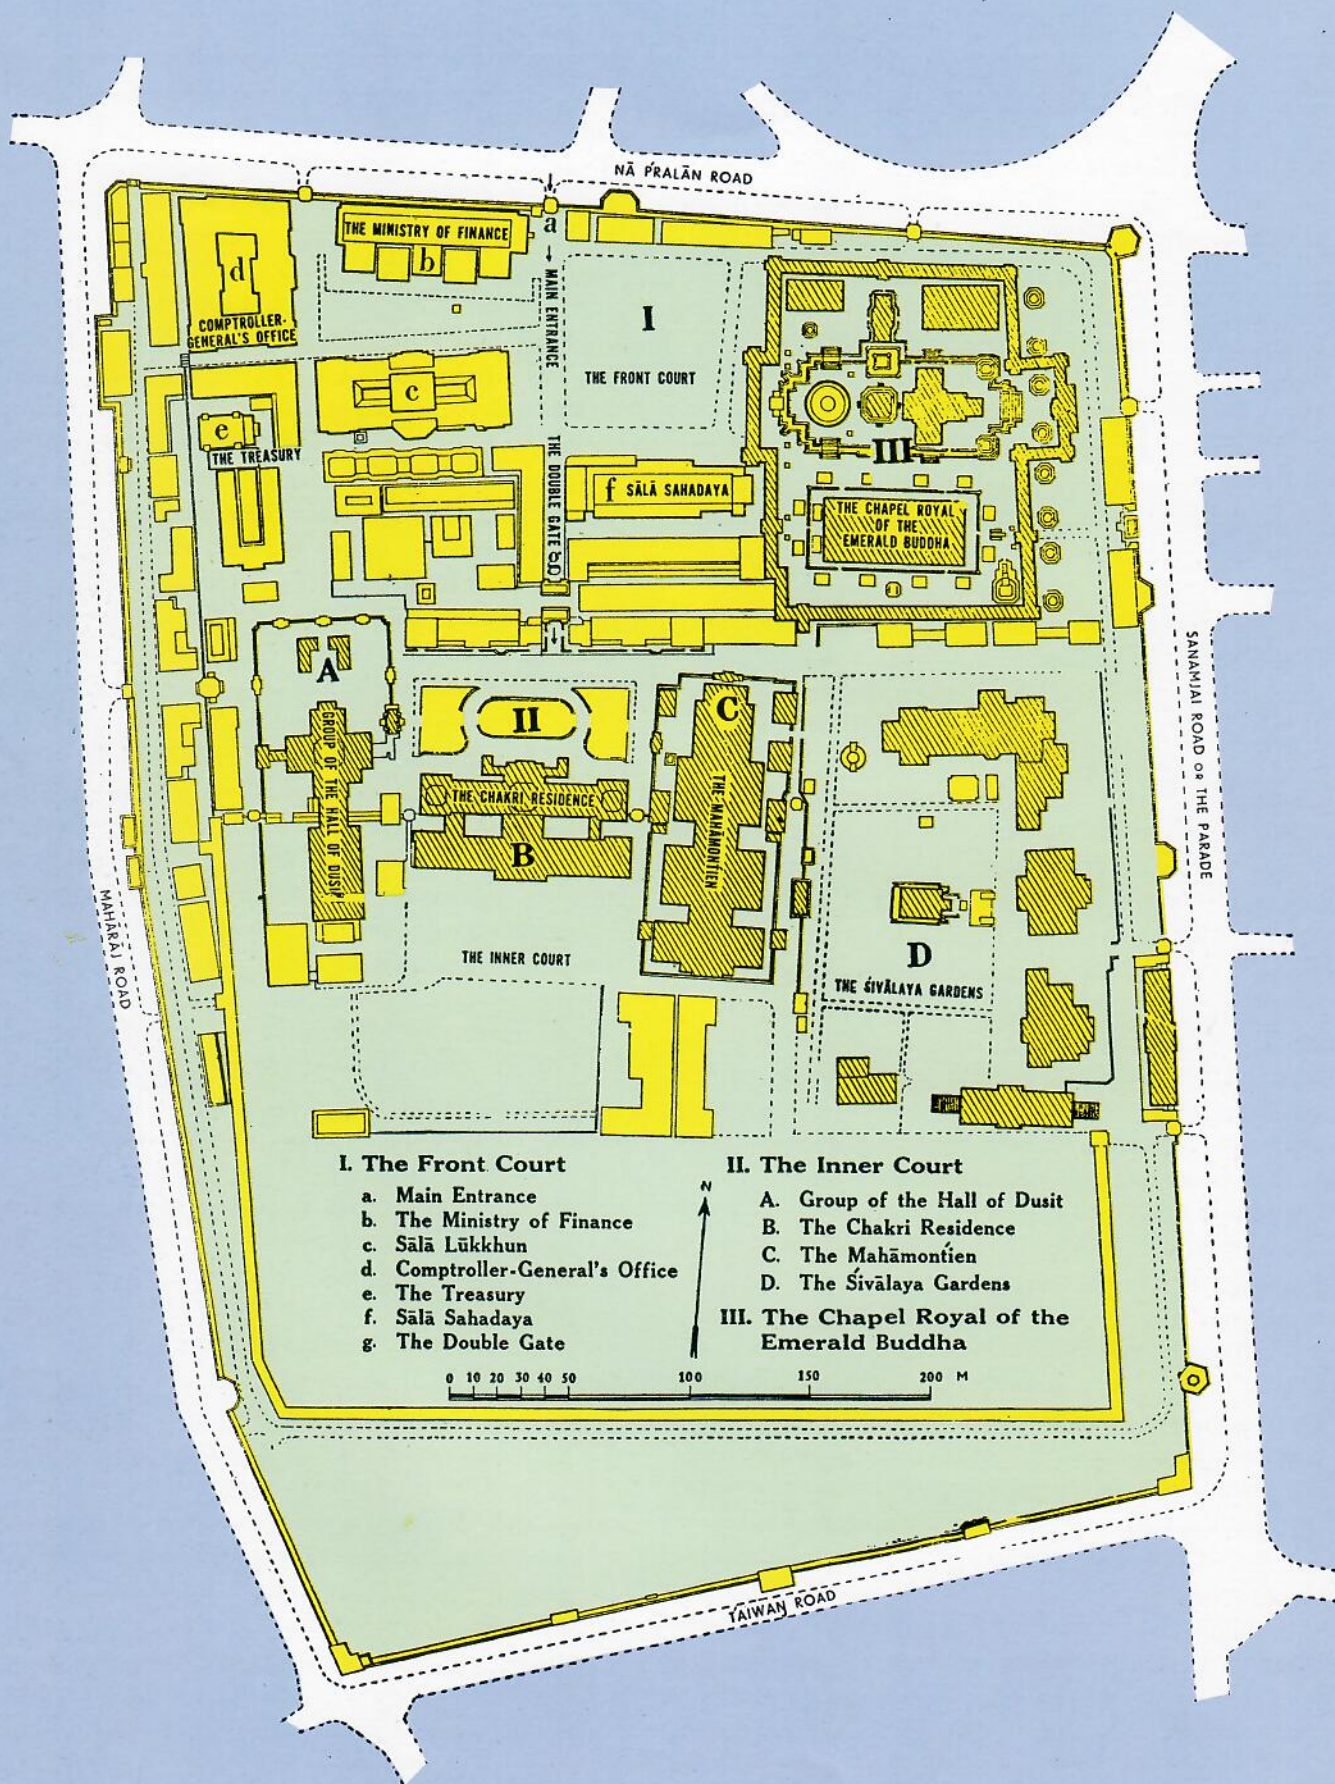 NĀ P'RALĀN ROAD
a
THE MINISTRY OF FINANCE
b
d
COMPTROLLER-
GENERAL'S OFFICE
MAIN ENTRANCE
I
THE FRONT COURT
c
e
THE TREASURY
THE DOUBLE GATE g
f SĀLĀ SAHADAYA
III
THE CHAPEL ROYAL
OF THE
EMERALD BUDDHA
SANAMJAI ROAD OR THE PARADE
A
GROUP OF THE HALL OF DUSIT
II
THE CHAKRI RESIDENCE
B
C
THE MAHĀMONTIEN
THE INNER COURT
D
THE ŚIVĀLAYA GARDENS
MAHĀRĀJ ROAD
I. The Front Court
a. Main Entrance
b. The Ministry of Finance
c. Sālā Lūkkhun
d. Comptroller-General's Office
e. The Treasury
f. Sālā Sahadaya
g. The Double Gate
N
II. The Inner Court
A. Group of the Hall of Dusit
B. The Chakri Residence
C. The Mahāmont́ien
D. The Śivālaya Gardens
III. The Chapel Royal of the
Emerald Buddha
0 10 20 30 40 50 100 150 200 M
TAIWAN ROAD